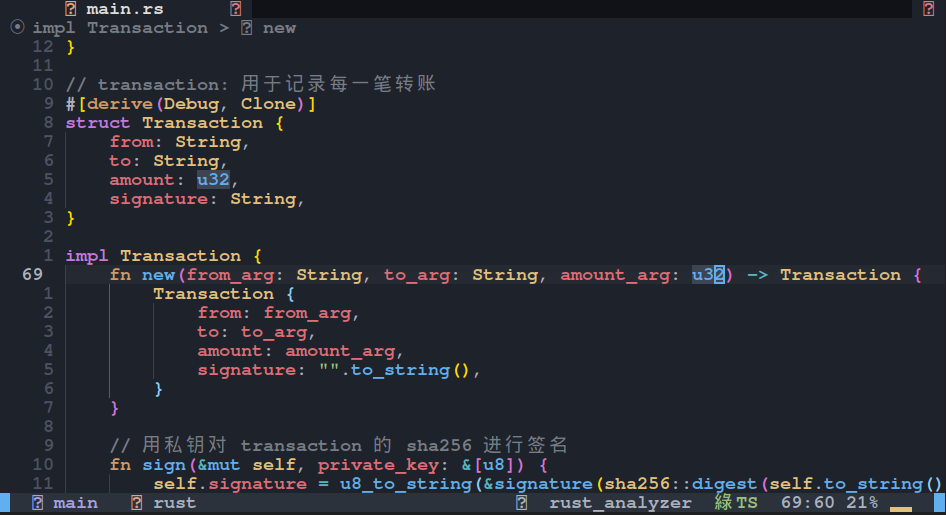 main.rs
impl Transaction > new
12 }
11
10 // transaction: 用于记录每一笔转账
9 #[derive(Debug, Clone)]
8 struct Transaction {
7     from: String,
6     to: String,
5     amount: u32,
4     signature: String,
3 }
2
1 impl Transaction {
69     fn new(from_arg: String, to_arg: String, amount_arg: u32) -> Transaction {
1         Transaction {
2             from: from_arg,
3             to: to_arg,
4             amount: amount_arg,
5             signature: "".to_string(),
6         }
7     }
8
9     // 用私钥对 transaction 的 sha256 进行签名
10     fn sign(&mut self, private_key: &[u8]) {
11         self.signature = u8_to_string(&signature(sha256::digest(self.to_string()
main rust rust_analyzer 綠TS 69:60 21%